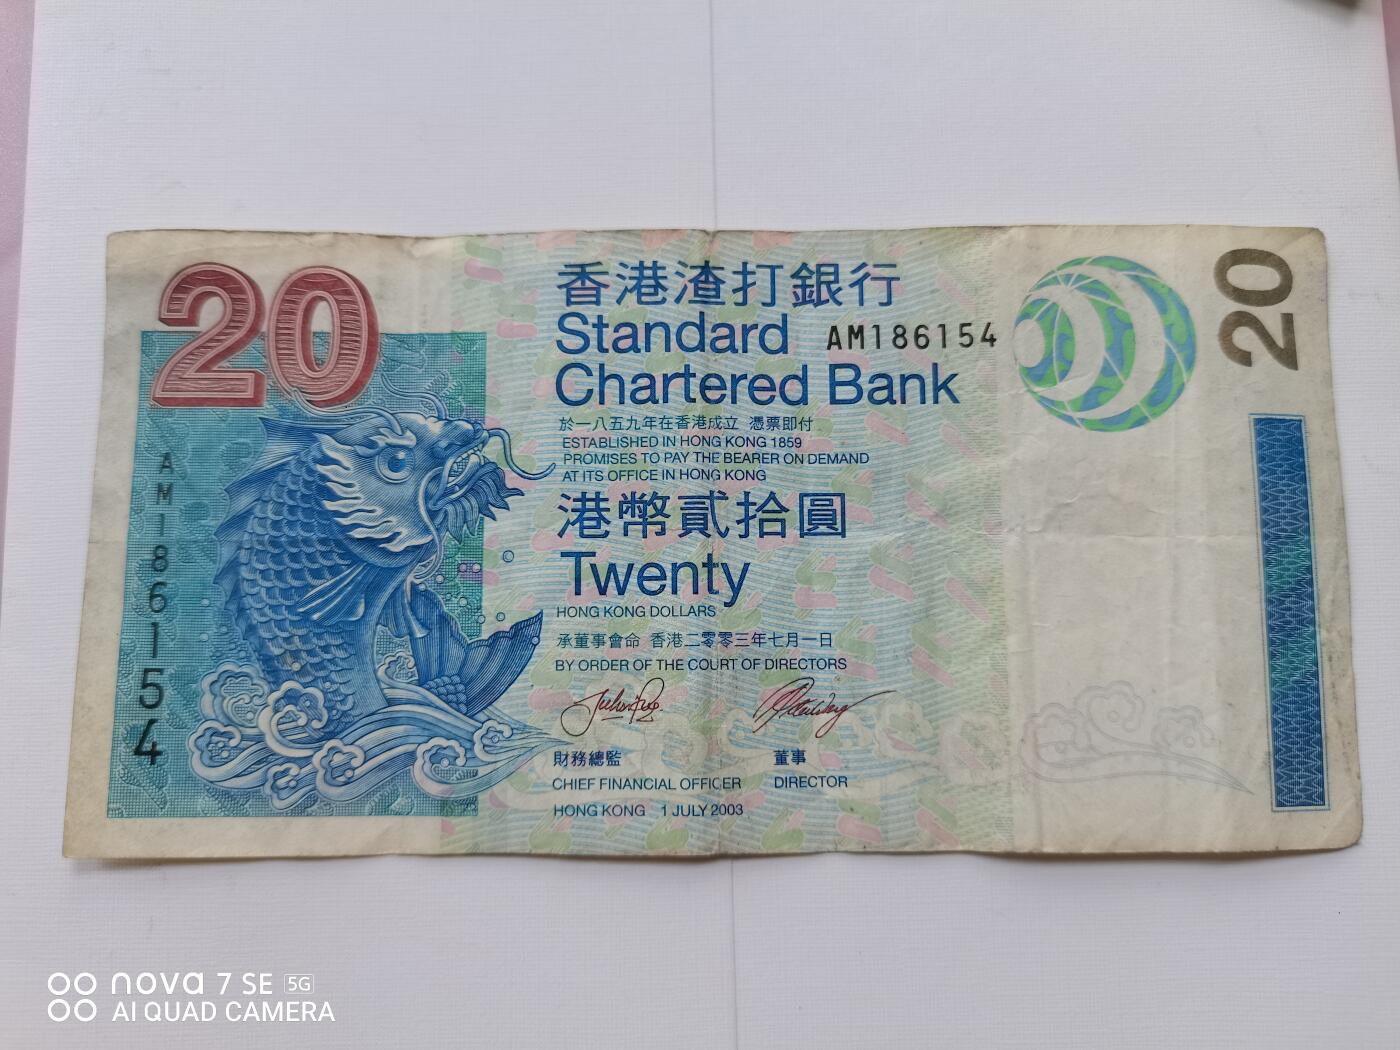 20
香港渣打銀行
Standard
AM186154
Chartered Bank
於一八五九年在香港成立 憑票即付
ESTABLISHED IN HONG KONG 1859
PROMISES TO PAY THE BEARER ON DEMAND
AT ITS OFFICE IN HONG KONG
港幣貳拾圓
Twenty
HONG KONG DOLLARS
承董事會命 香港二零零三年七月一日
BY ORDER OF THE COURT OF DIRECTORS
財務總監 董事
CHIEF FINANCIAL OFFICER DIRECTOR
HONG KONG 1 JULY 2003
AM186154
20
nova 7 SE 5G
AI QUAD CAMERA